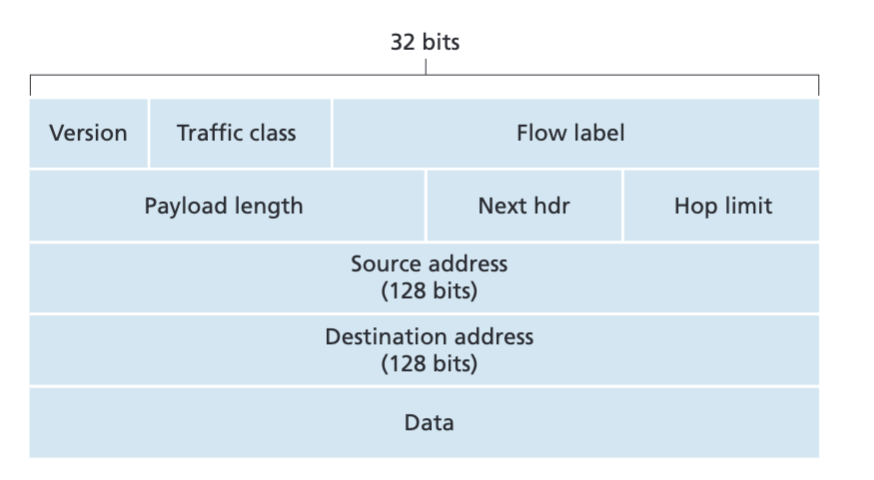 32 bits
Version Traffic class Flow label
Payload length Next hdr Hop limit
Source address
(128 bits)
Destination address
(128 bits)
Data